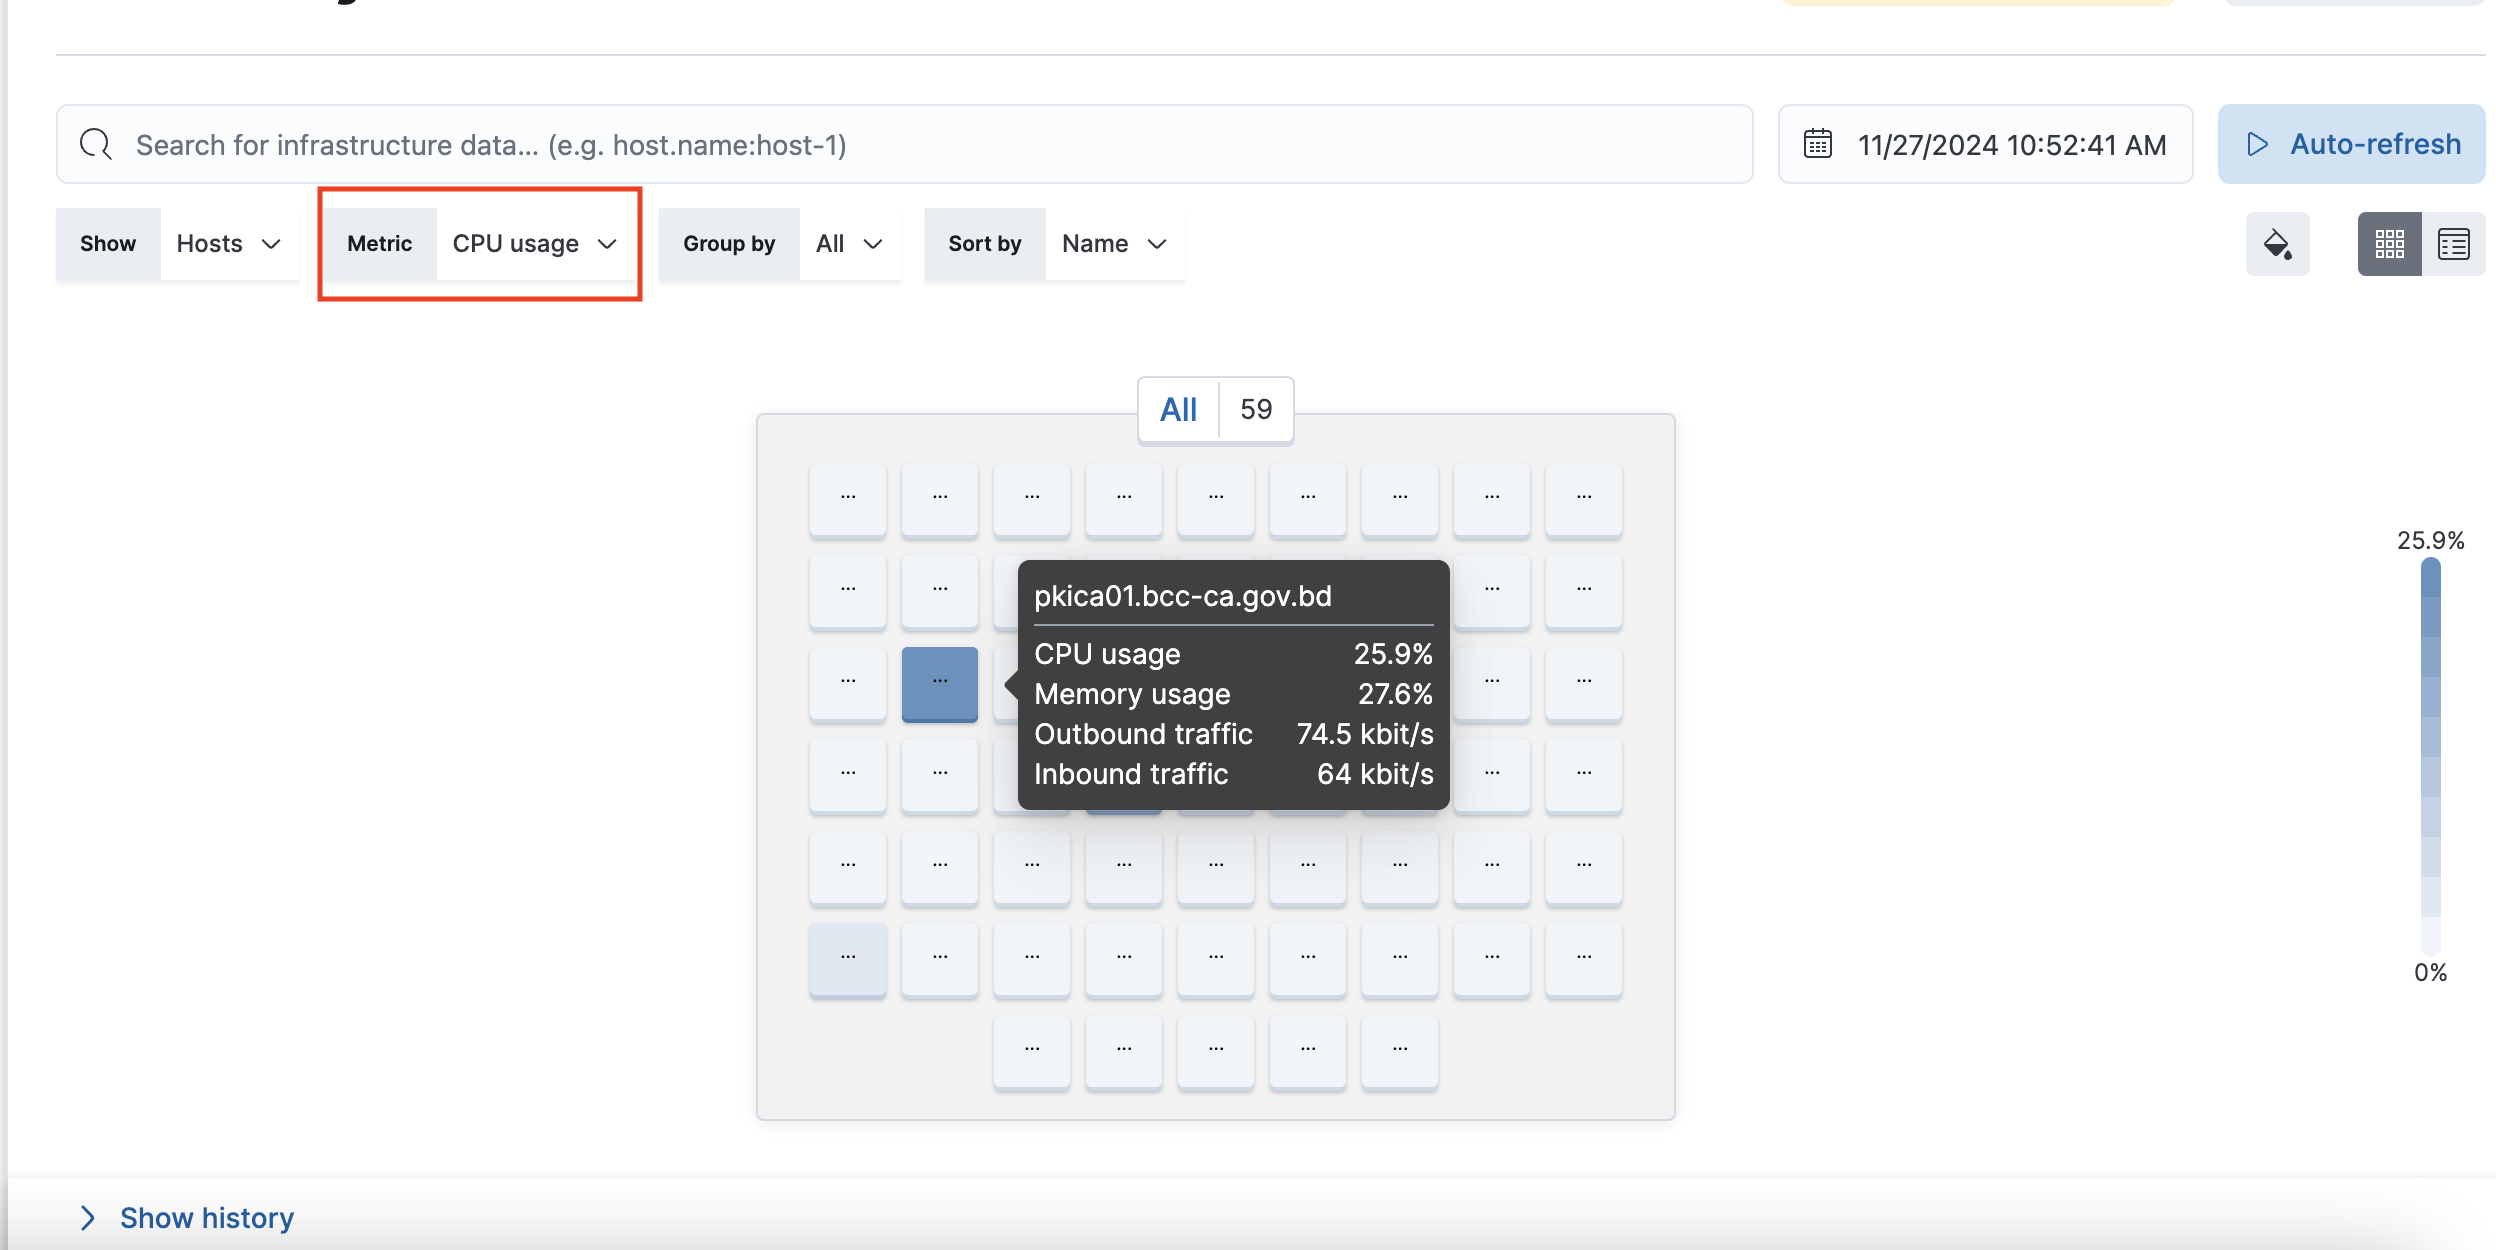 Search for infrastructure data... (e.g. host.name:host-1)
11/27/2024 10:52:41 AM
Auto-refresh
Show Hosts
Metric CPU usage
Group by All
Sort by Name
All 59
... ... ... ... ... ... ... ... ...
... ... ... ...
... ... ... ...
... ... ... ...
... ... ... ... ... ... ... ... ...
... ... ... ... ... ... ... ... ...
... ... ... ... ...
pkica01.bcc-ca.gov.bd
CPU usage 25.9%
Memory usage 27.6%
Outbound traffic 74.5 kbit/s
Inbound traffic 64 kbit/s
25.9%
0%
Show history